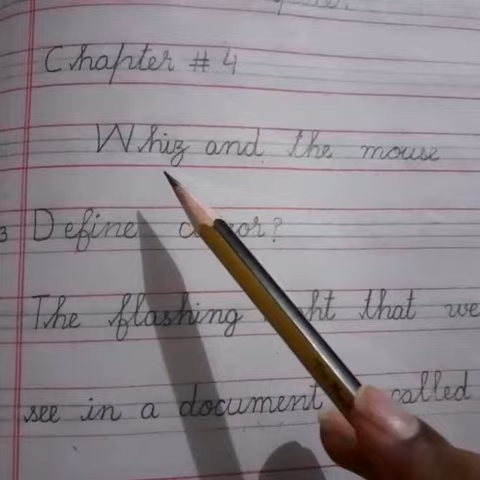 Chapter # 4
Whiz and the mouse
3 Define
The flashing that we
see in a document called